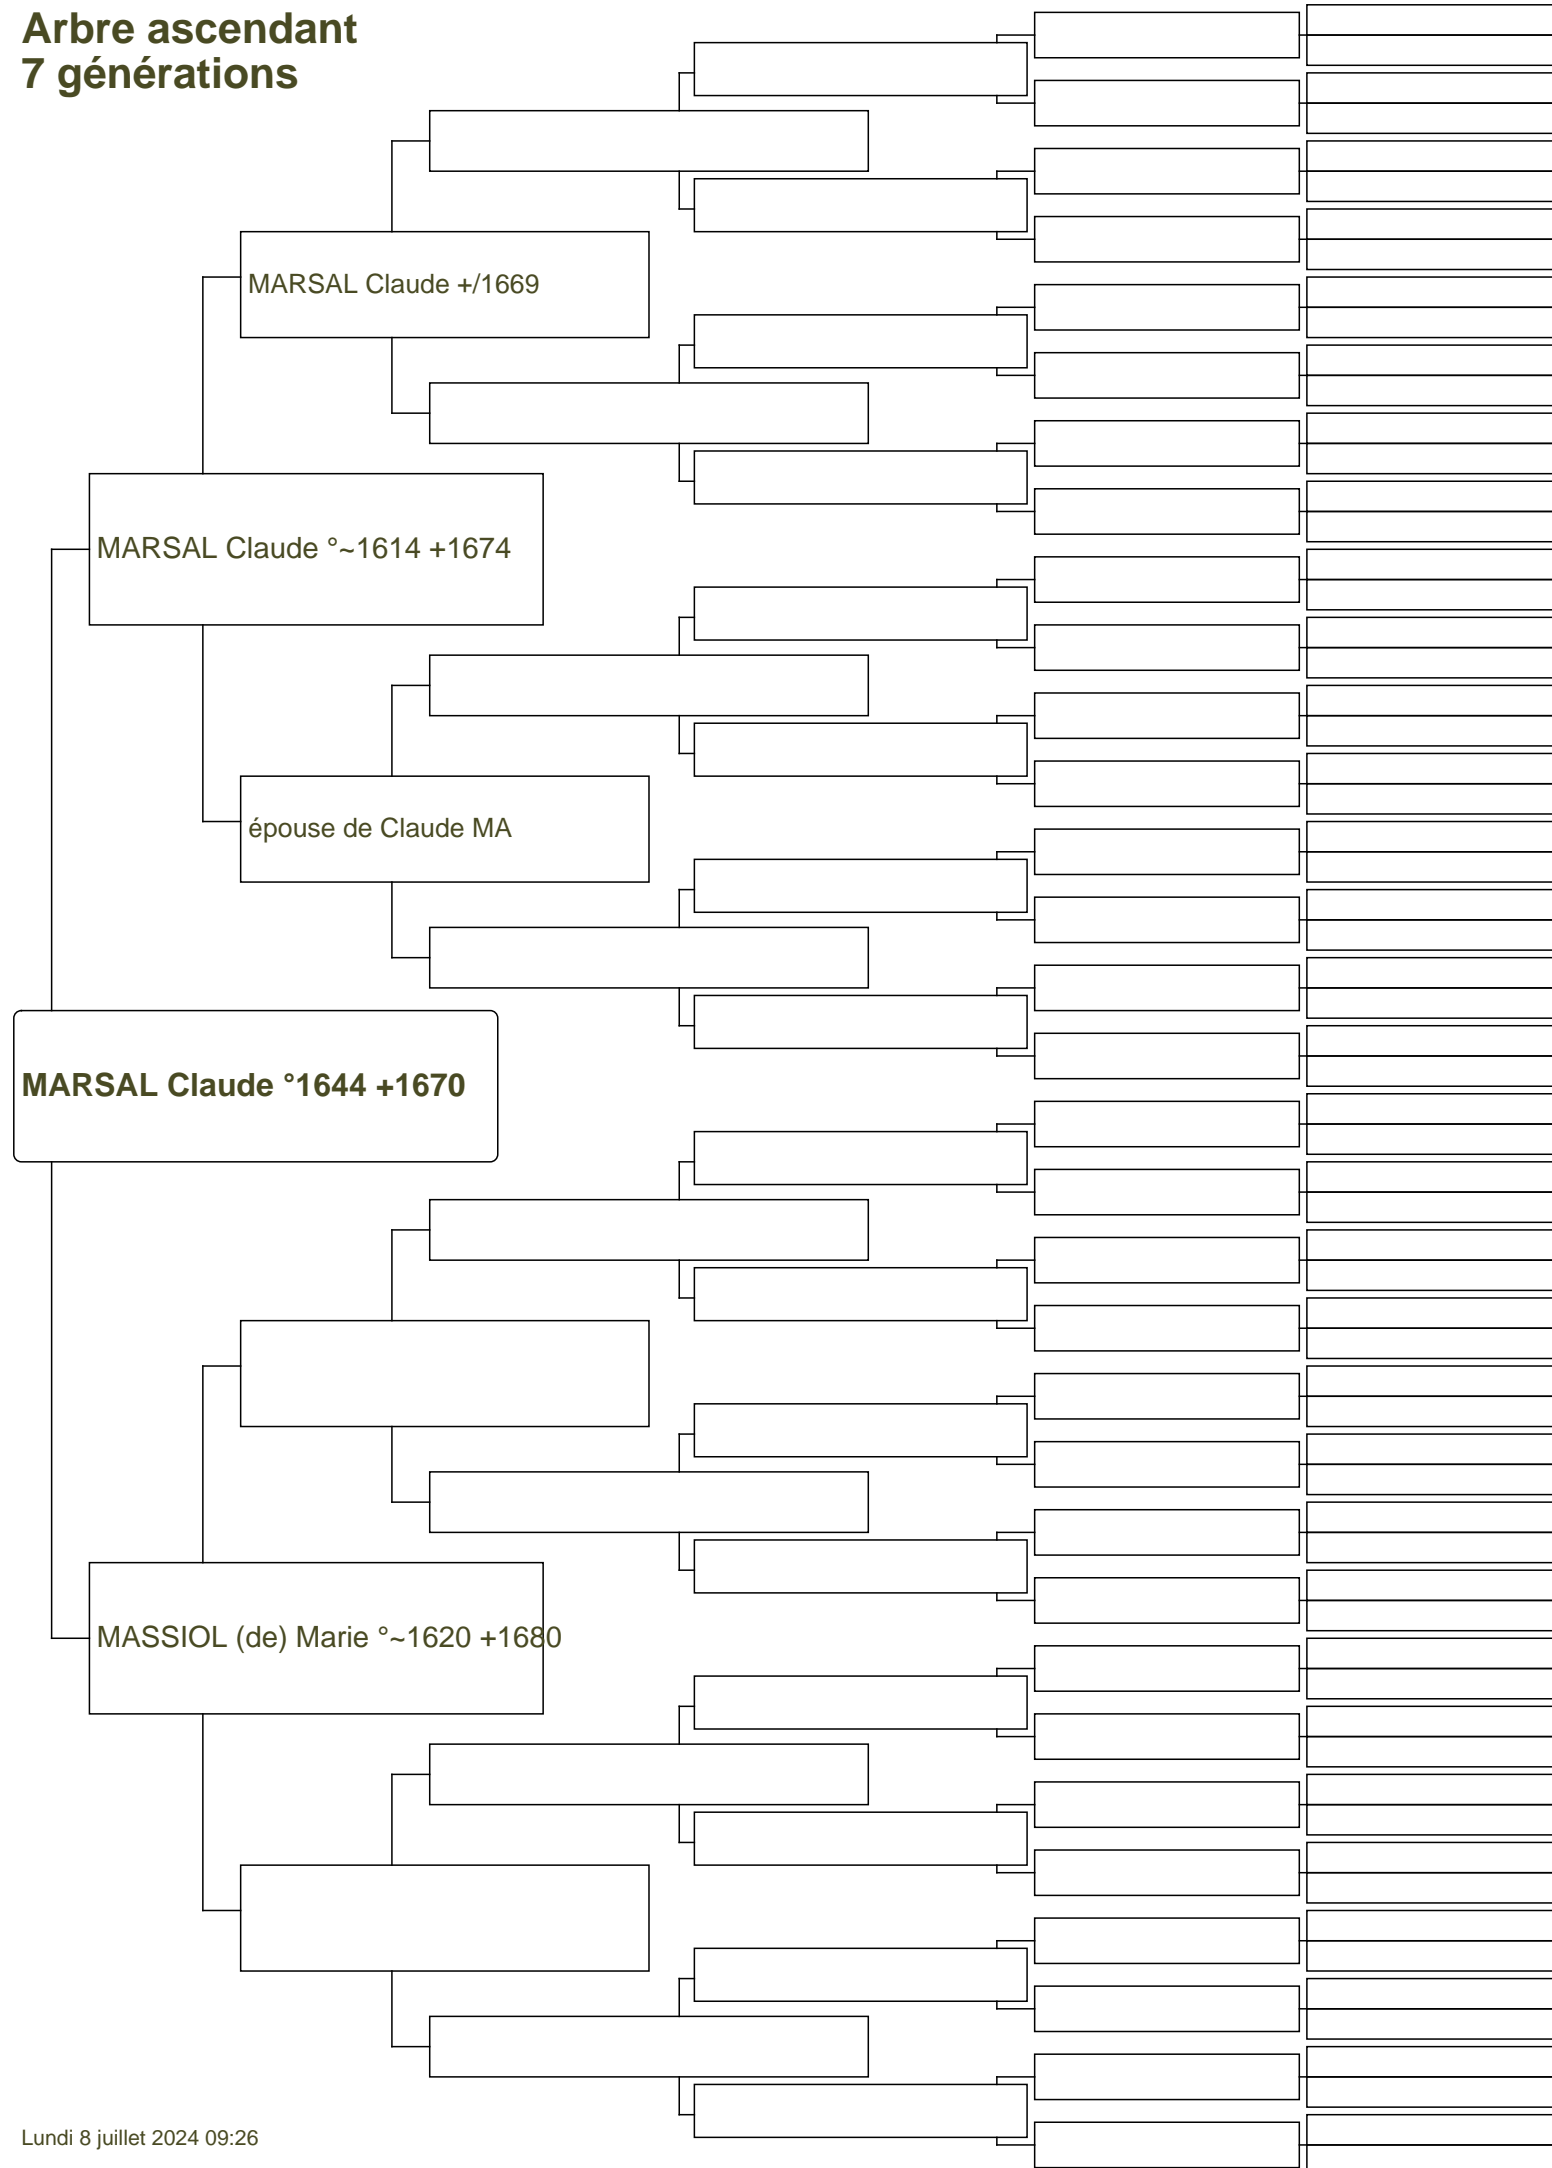 Arbre ascendant
7 générations
MARSAL Claude +/1669
MARSAL Claude °~1614 +1674
épouse de Claude MA
MARSAL Claude °1644 +1670
MASSIOL (de) Marie °~1620 +1680
Lundi 8 juillet 2024 09:26